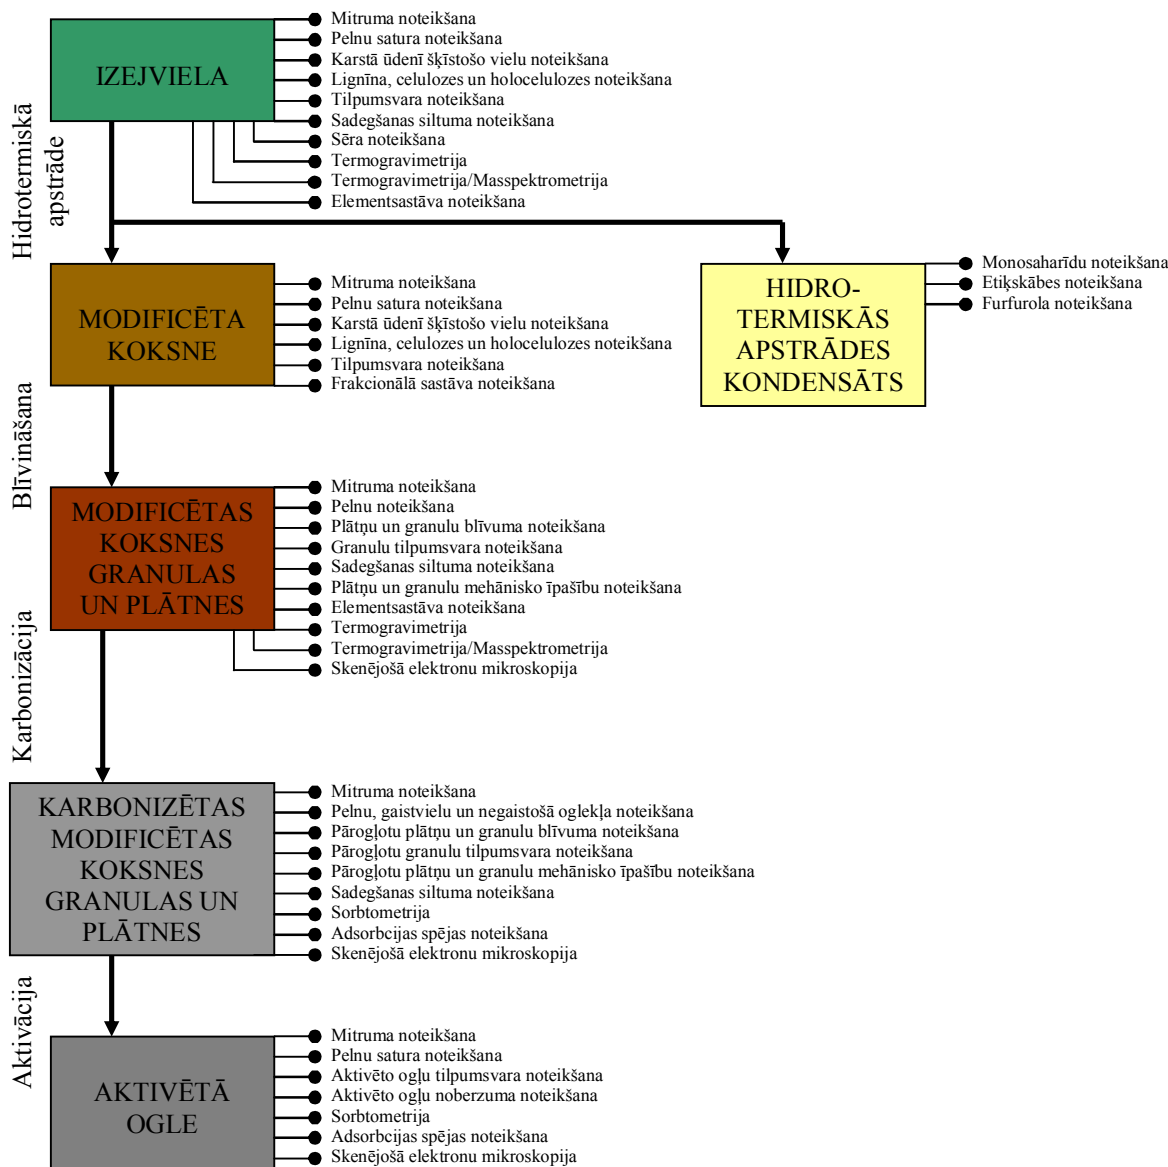 Hidrotermiskā
apstrāde
IZEJVIELA
Mitruma noteikšana
Pelnu satura noteikšana
Karstā ūdenī šķīstošo vielu noteikšana
Lignīna, celulozes un holocelulozes noteikšana
Tilpumsvara noteikšana
Sadegšanas siltuma noteikšana
Sēra noteikšana
Termogravimetrija
Termogravimetrija/Masspektrometrija
Elementsastāva noteikšana
MODIFICĒTA
KOKSNE
Mitruma noteikšana
Pelnu satura noteikšana
Karstā ūdenī šķīstošo vielu noteikšana
Lignīna, celulozes un holocelulozes noteikšana
Tilpumsvara noteikšana
Frakcionālā sastāva noteikšana
HIDRO-
TERMISKĀS
APSTRĀDES
KONDENSĀTS
Monosaharīdu noteikšana
Etiķskābes noteikšana
Furfurola noteikšana
Blīvināšana
MODIFICĒTAS
KOKSNES
GRANULAS
UN PLĀTNES
Mitruma noteikšana
Pelnu noteikšana
Plātņu un granulu blīvuma noteikšana
Granulu tilpumsvara noteikšana
Sadegšanas siltuma noteikšana
Plātņu un granulu mehānisko īpašību noteikšana
Elementsastāva noteikšana
Termogravimetrija
Termogravimetrija/Masspektrometrija
Skenējošā elektronu mikroskopija
Karbonizācija
KARBONIZĒTAS
MODIFICĒTAS
KOKSNES
GRANULAS UN
PLĀTNES
Mitruma noteikšana
Pelnu, gaistvielu un negaistošā oglekļa noteikšana
Pārogļotu plātņu un granulu blīvuma noteikšana
Pārogļotu granulu tilpumsvara noteikšana
Pārogļotu plātņu un granulu mehānisko īpašību noteikšana
Sadegšanas siltuma noteikšana
Sorbtometrija
Adsorbcijas spējas noteikšana
Skenējošā elektronu mikroskopija
Aktivācija
AKTIVĒTĀ
OGLE
Mitruma noteikšana
Pelnu satura noteikšana
Aktivēto ogļu tilpumsvara noteikšana
Aktivēto ogļu noberzuma noteikšana
Sorbtometrija
Adsorbcijas spējas noteikšana
Skenējošā elektronu mikroskopija